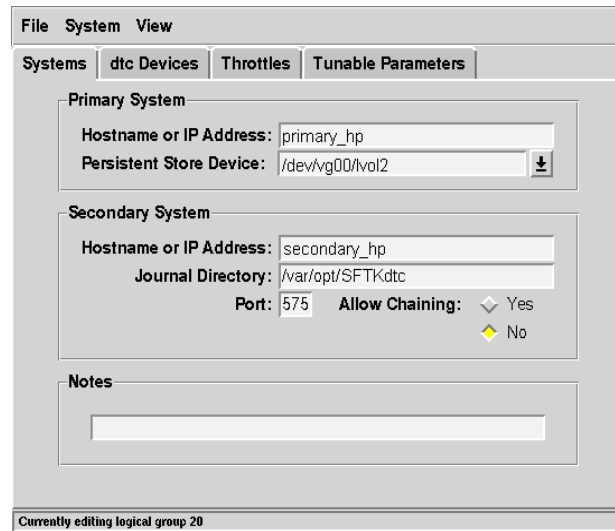 File System View
Systems dtc Devices Throttles Tunable Parameters
Primary System
Hostname or IP Address: primary_hp
Persistent Store Device: /dev/vg00/lvol2
Secondary System
Hostname or IP Address: secondary_hp
Journal Directory: /var/opt/SFTKdtc
Port: 575 Allow Chaining: Yes
No
Notes
Currently editing logical group 20